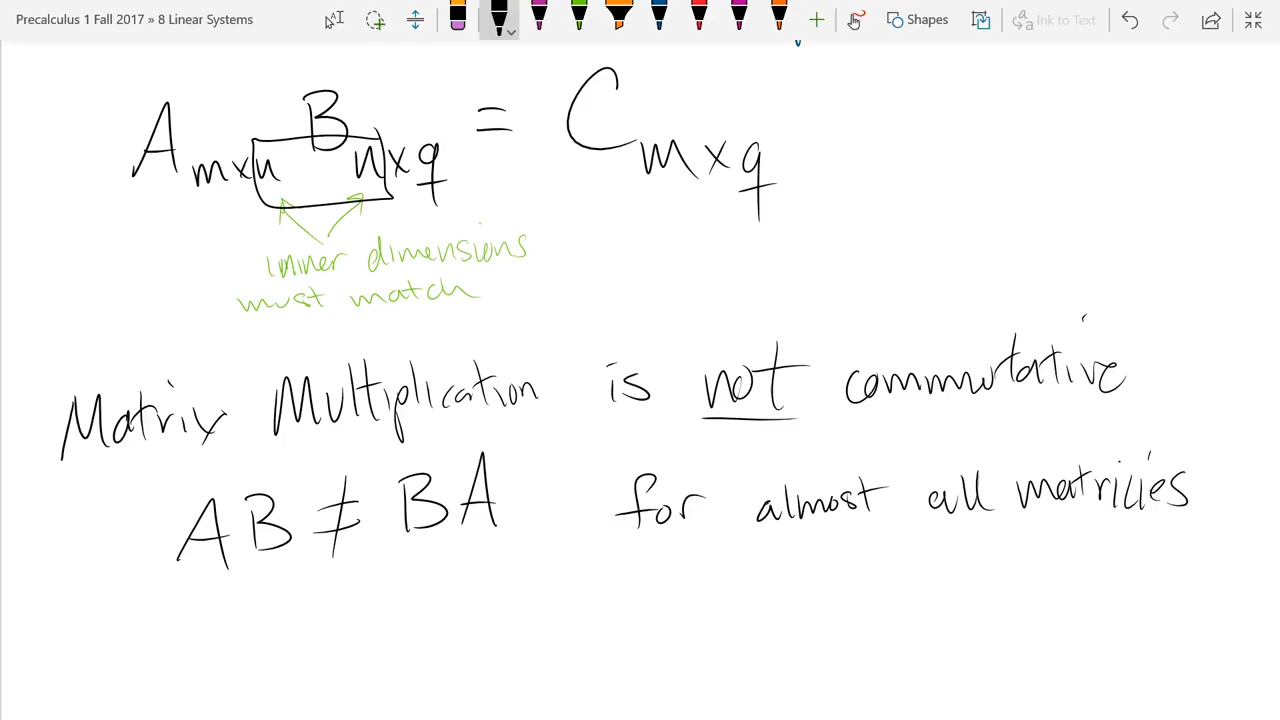 Precalculus 1 Fall 2017 » 8 Linear Systems
Shapes
Ink to Text
A m×n B n×q = C m×q
inner dimensions
must match
Matrix Multiplication is not commutative
AB ≠ BA for almost all matricies